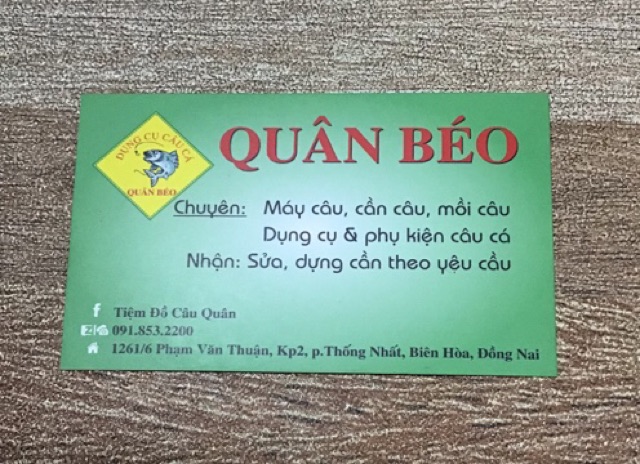 DỤNG CỤ CÂU CÁ
QUÂN BÉO
QUÂN BÉO
Chuyên: Máy câu, cần câu, mồi câu
Dụng cụ & phụ kiện câu cá
Nhận: Sửa, dựng cần theo yêu cầu
f Tiệm Đồ Câu Quân
091.853.2200
1261/6 Phạm Văn Thuận, Kp2, p.Thống Nhất, Biên Hòa, Đồng Nai